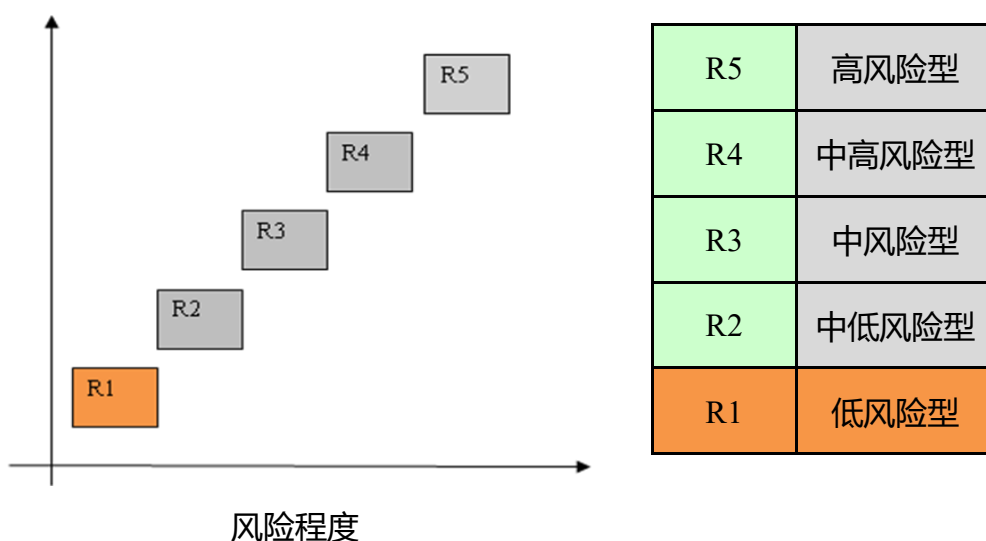 R5
R4
R3
R2
R1
风险程度
R5 高风险型
R4 中高风险型
R3 中风险型
R2 中低风险型
R1 低风险型